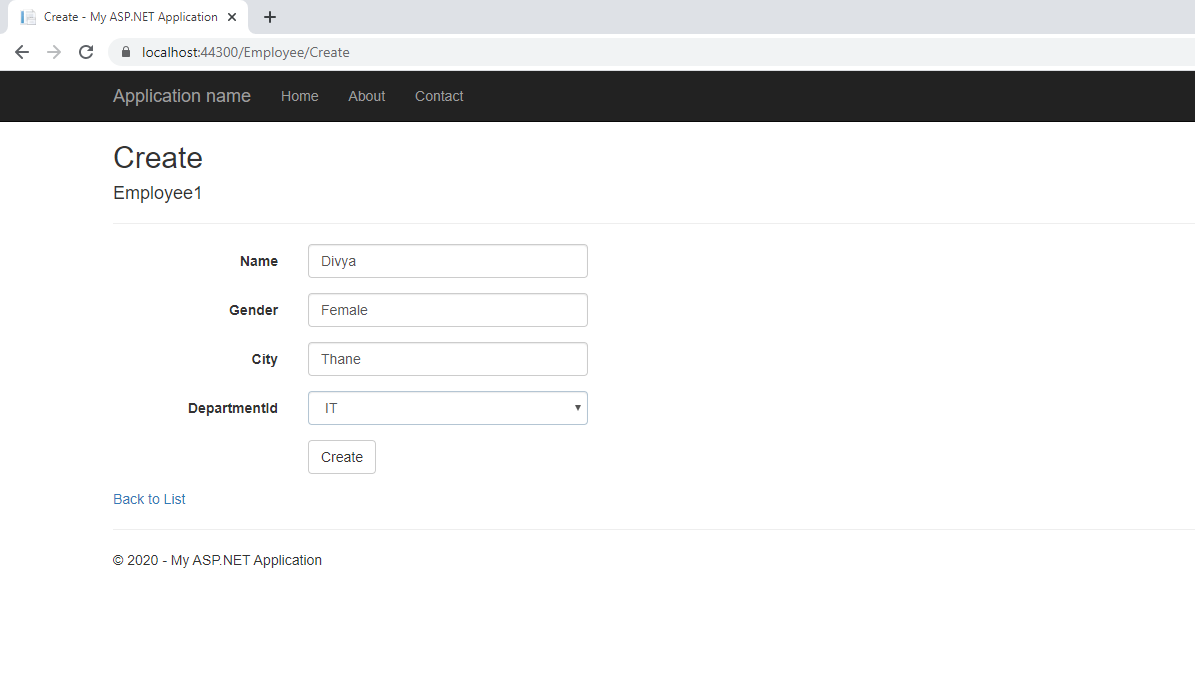 Create - My ASP.NET Application
localhost:44300/Employee/Create
Application name Home About Contact
Create
Employee1
Name Divya
Gender Female
City Thane
DepartmentId IT
Create
Back to List
© 2020 - My ASP.NET Application